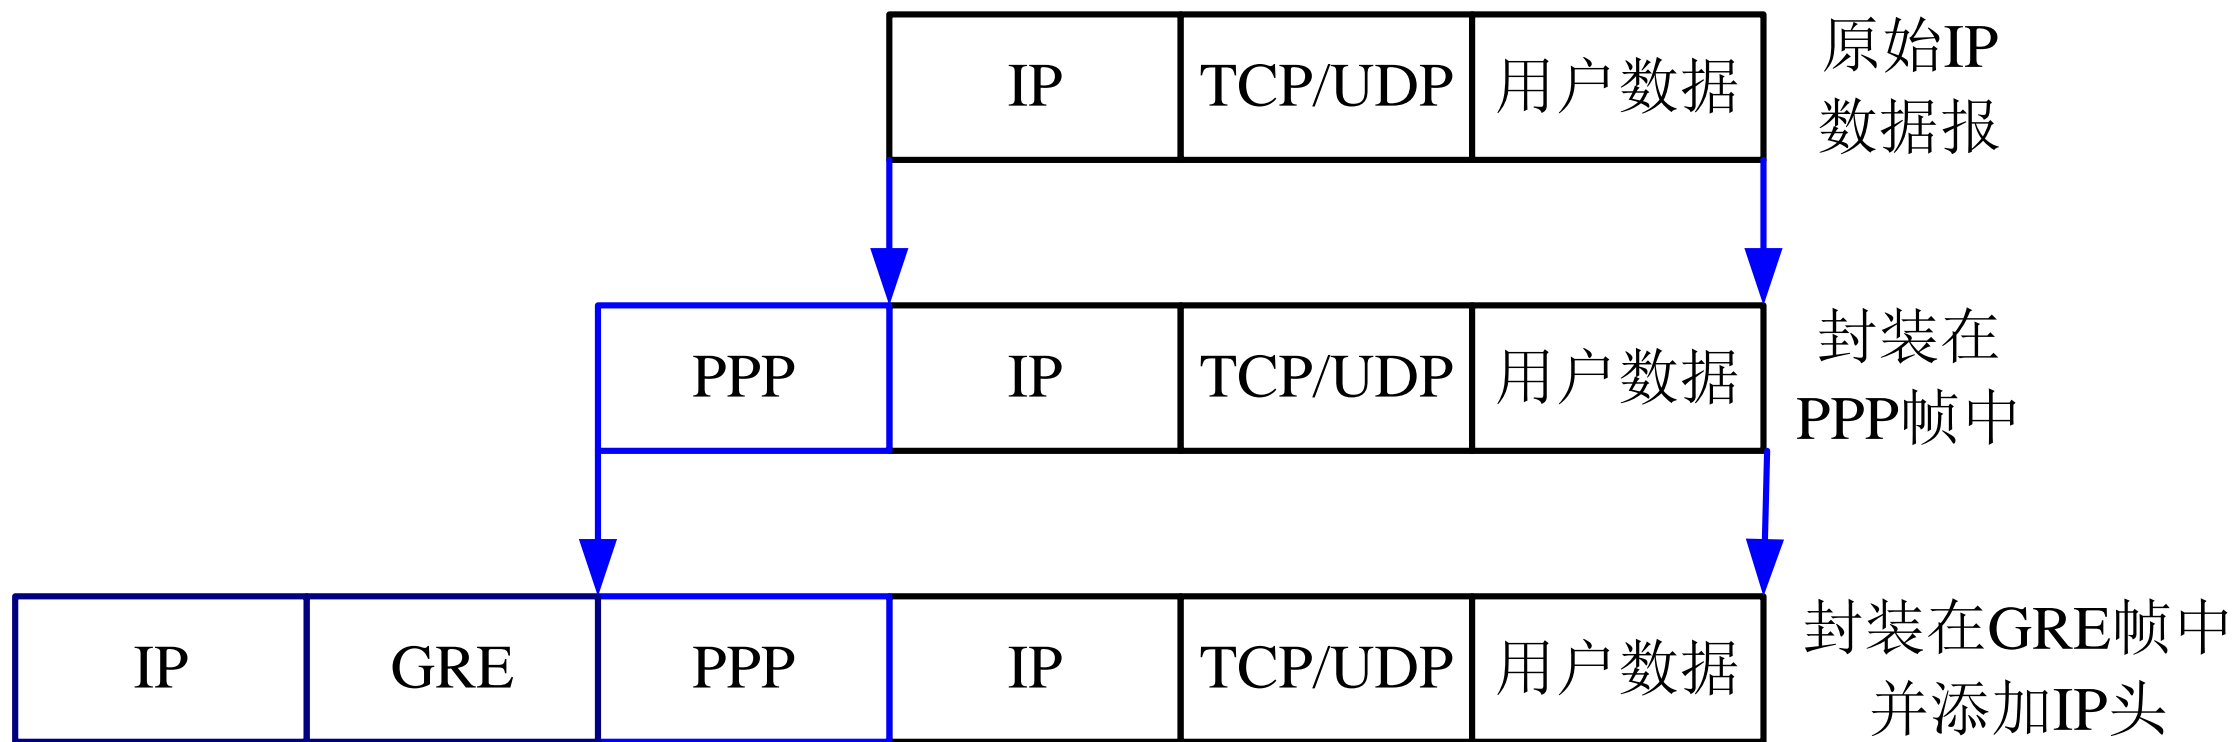 IP TCP/UDP 用户数据 原始IP
数据报
PPP IP TCP/UDP 用户数据 封装在
PPP帧中
IP GRE PPP IP TCP/UDP 用户数据 封装在GRE帧中
并添加IP头